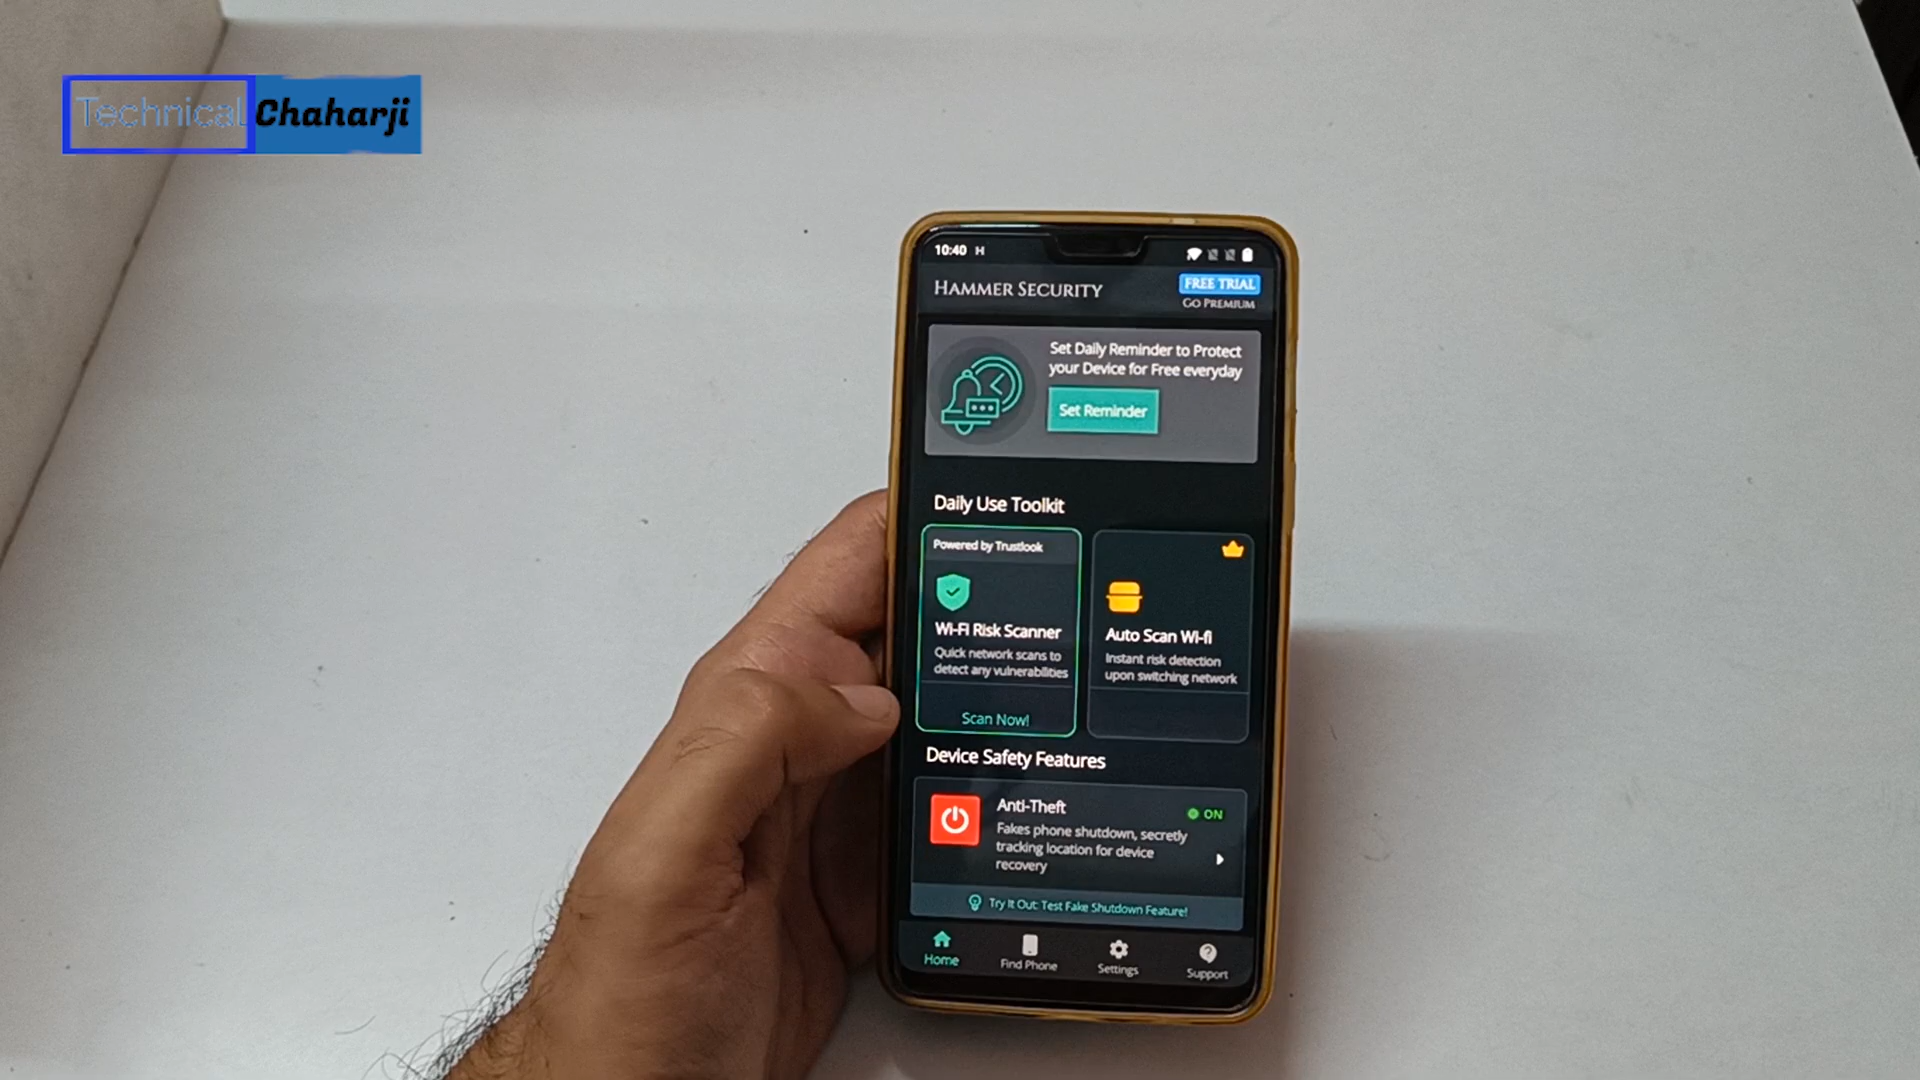 Technical Chaharji
10:40 H
HAMMER SECURITY
FREE TRIAL
GO PREMIUM
Set Daily Reminder to Protect
your Device for Free everyday
Set Reminder
Daily Use Toolkit
Powered by Trustlook
Wi-Fi Risk Scanner
Quick network scans to
detect any vulnerabilities
Scan Now!
Auto Scan Wi-fi
Instant risk detection
upon switching network
Device Safety Features
Anti-Theft
ON
Fakes phone shutdown, secretly
tracking location for device
recovery
Try It Out: Test Fake Shutdown Feature!
Home
Find Phone
Settings
Support